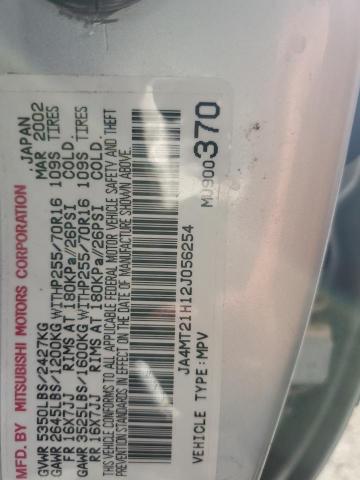 MFD. BY MITSUBISHI MOTORS CORPORATION JAPAN
GVWR 5350LBS/2427KG MAR 2002
GAWR 2645LBS/1200KG WITH P255/70R16 109S TIRES
FR 16X7JJ RIMS AT 180KPa/26PSI COLD.
GAWR 3525LBS/1600KG WITH P255/70R16 109S TIRES
RR 16X7JJ RIMS AT 180KPa/26PSI COLD.
THIS VEHICLE CONFORMS TO ALL APPLICABLE FEDERAL MOTOR VEHICLE SAFETY AND THEFT
PREVENTION STANDARDS IN EFFECT ON THE DATE OF MANUFACTURE SHOWN ABOVE.
JA4MT21H12J056254 MU900370
VEHICLE TYPE: MPV